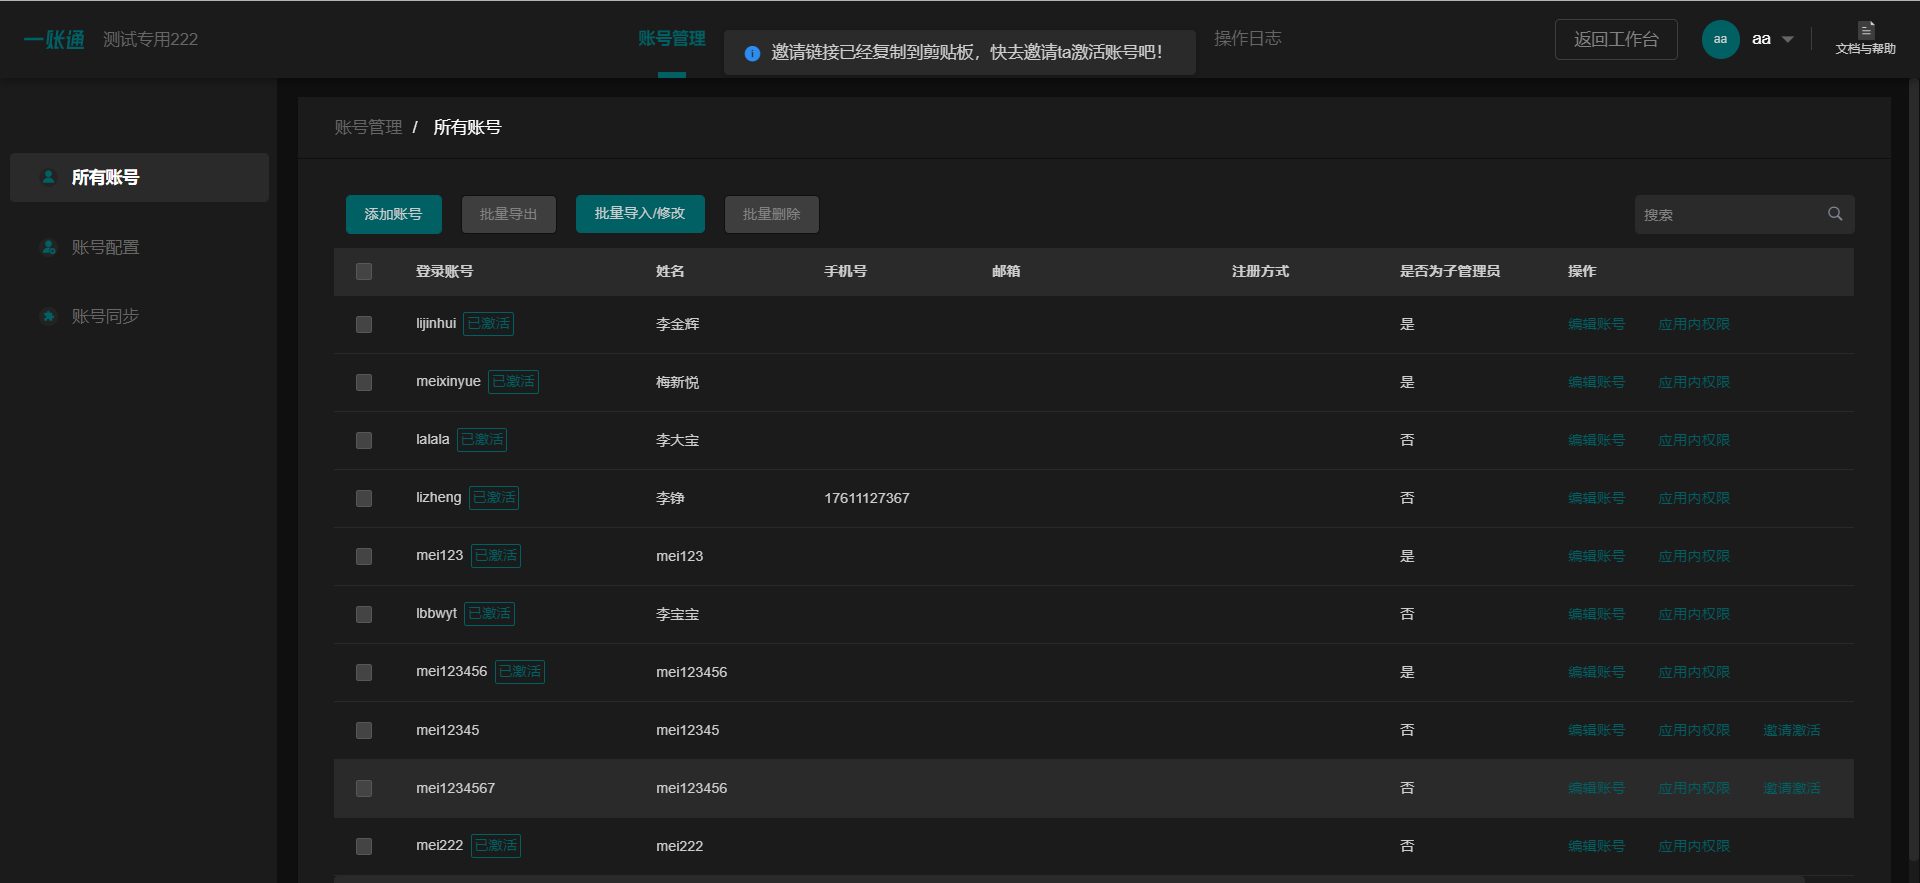 一账通 测试专用222 账号管理 邀请链接已经复制到剪贴板，快去邀请ta激活账号吧！ 操作日志 返回工作台 aa aa 文档与帮助
账号管理 / 所有账号
所有账号
账号配置
账号同步
添加账号 批量导出 批量导入/修改 批量删除 搜索
登录账号 姓名 手机号 邮箱 注册方式 是否为子管理员 操作
lijinhui 已激活 李金辉 是 编辑账号 应用内权限
meixinyue 已激活 梅新悦 是 编辑账号 应用内权限
lalala 已激活 李大宝 否 编辑账号 应用内权限
lizheng 已激活 李铮 17611127367 否 编辑账号 应用内权限
mei123 已激活 mei123 是 编辑账号 应用内权限
lbbwyt 已激活 李宝宝 否 编辑账号 应用内权限
mei123456 已激活 mei123456 是 编辑账号 应用内权限
mei12345 mei12345 否 编辑账号 应用内权限 邀请激活
mei1234567 mei123456 否 编辑账号 应用内权限 邀请激活
mei222 已激活 mei222 否 编辑账号 应用内权限